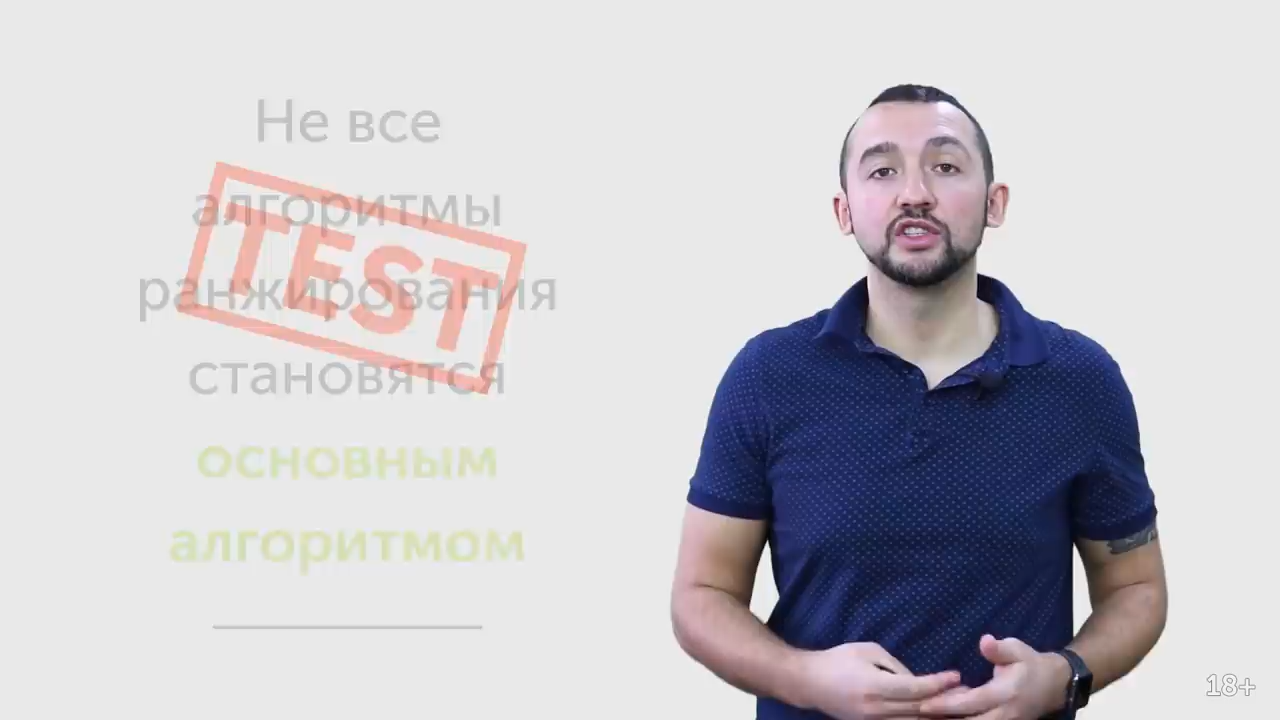 Не все
алгоритмы
ранжирования
становятся
основным
алгоритмом
TEST
18+